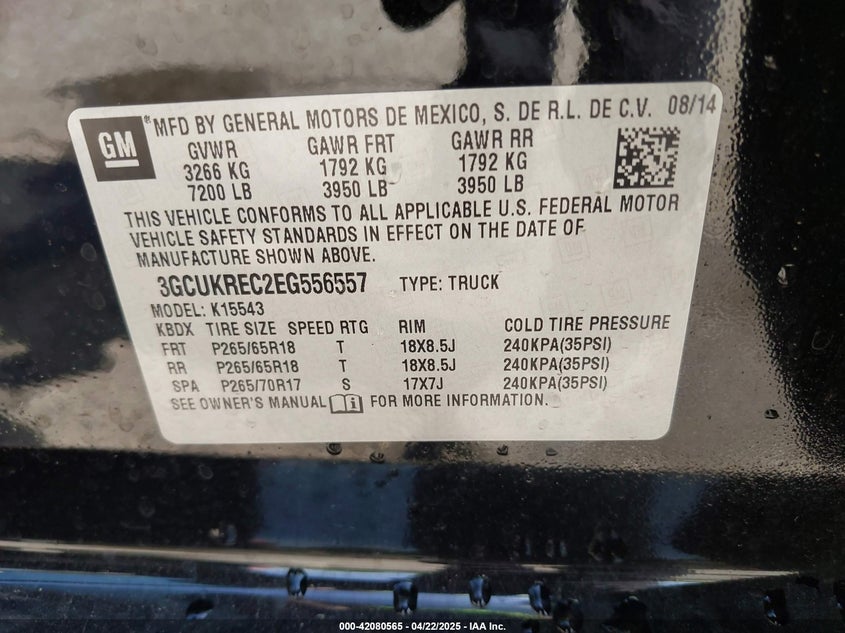 GM
® MFD BY GENERAL MOTORS DE MEXICO, S. DE R.L. DE C.V. 08/14
GVWR GAWR FRT GAWR RR
3266 KG 1792 KG 1792 KG
7200 LB 3950 LB 3950 LB
THIS VEHICLE CONFORMS TO ALL APPLICABLE U.S. FEDERAL MOTOR
VEHICLE SAFETY STANDARDS IN EFFECT ON THE DATE OF
MANUFACTURE SHOWN ABOVE.
3GCUKREC2EG556557 TYPE: TRUCK
MODEL: K15543
KBDX TIRE SIZE SPEED RTG RIM COLD TIRE PRESSURE
FRT P265/65R18 T 18X8.5J 240KPA(35PSI)
RR P265/65R18 T 18X8.5J 240KPA(35PSI)
SPA P265/70R17 S 17X7J 240KPA(35PSI)
SEE OWNER'S MANUAL FOR MORE INFORMATION.
000-42080565 - 04/22/2025 - IAA Inc.